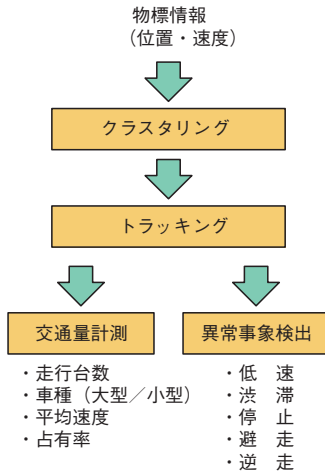 物標情報
（位置・速度）
クラスタリング
トラッキング
交通量計測
・走行台数
・車種（大型／小型）
・平均速度
・占有率
異常事象検出
・低　速
・渋　滞
・停　止
・避　走
・逆　走